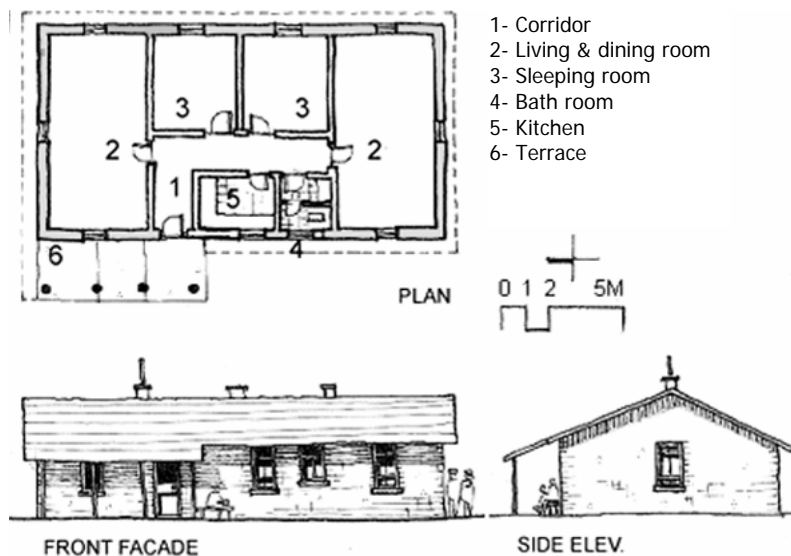 1- Corridor
2- Living & dining room
3- Sleeping room
4- Bath room
5- Kitchen
6- Terrace
3 3
2 2
1 5
6 4
PLAN
0 1 2 5M
FRONT FACADE
SIDE ELEV.